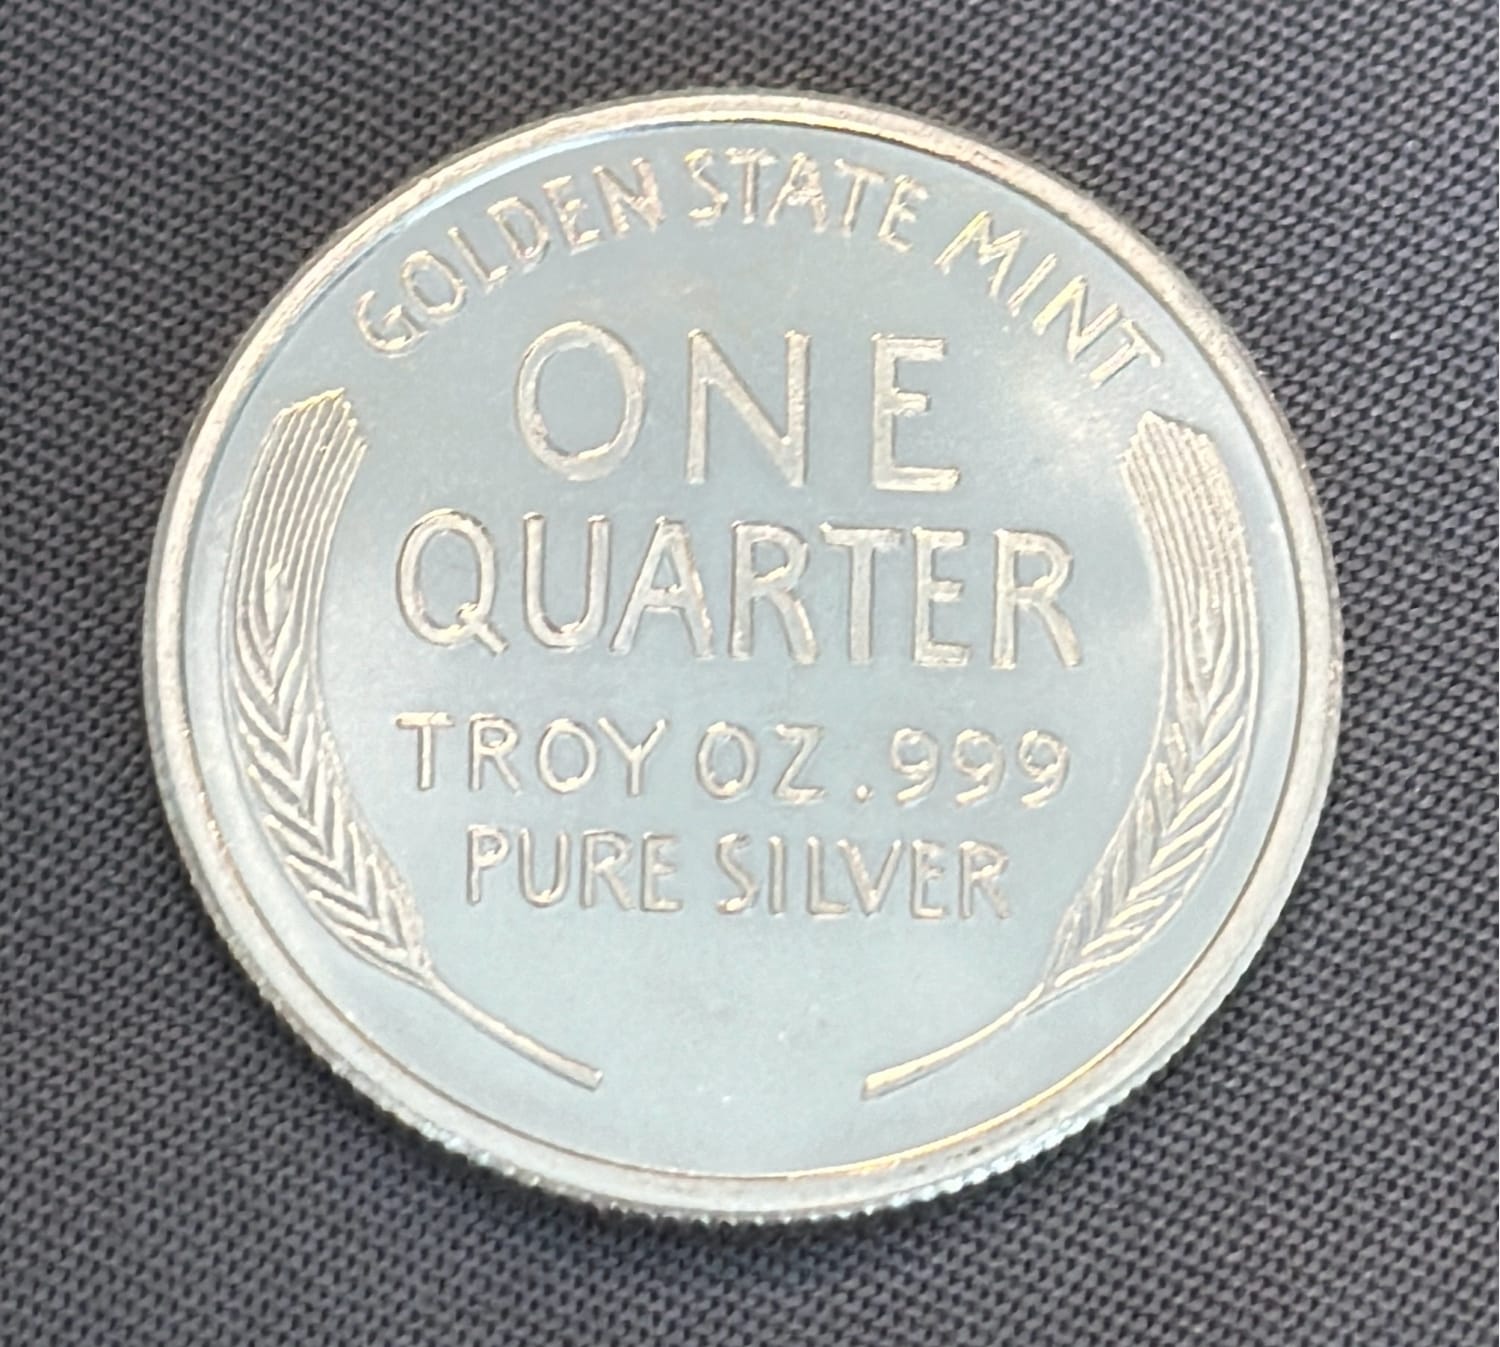 GOLDEN STATE MINT
ONE
QUARTER
TROY OZ .999
PURE SILVER